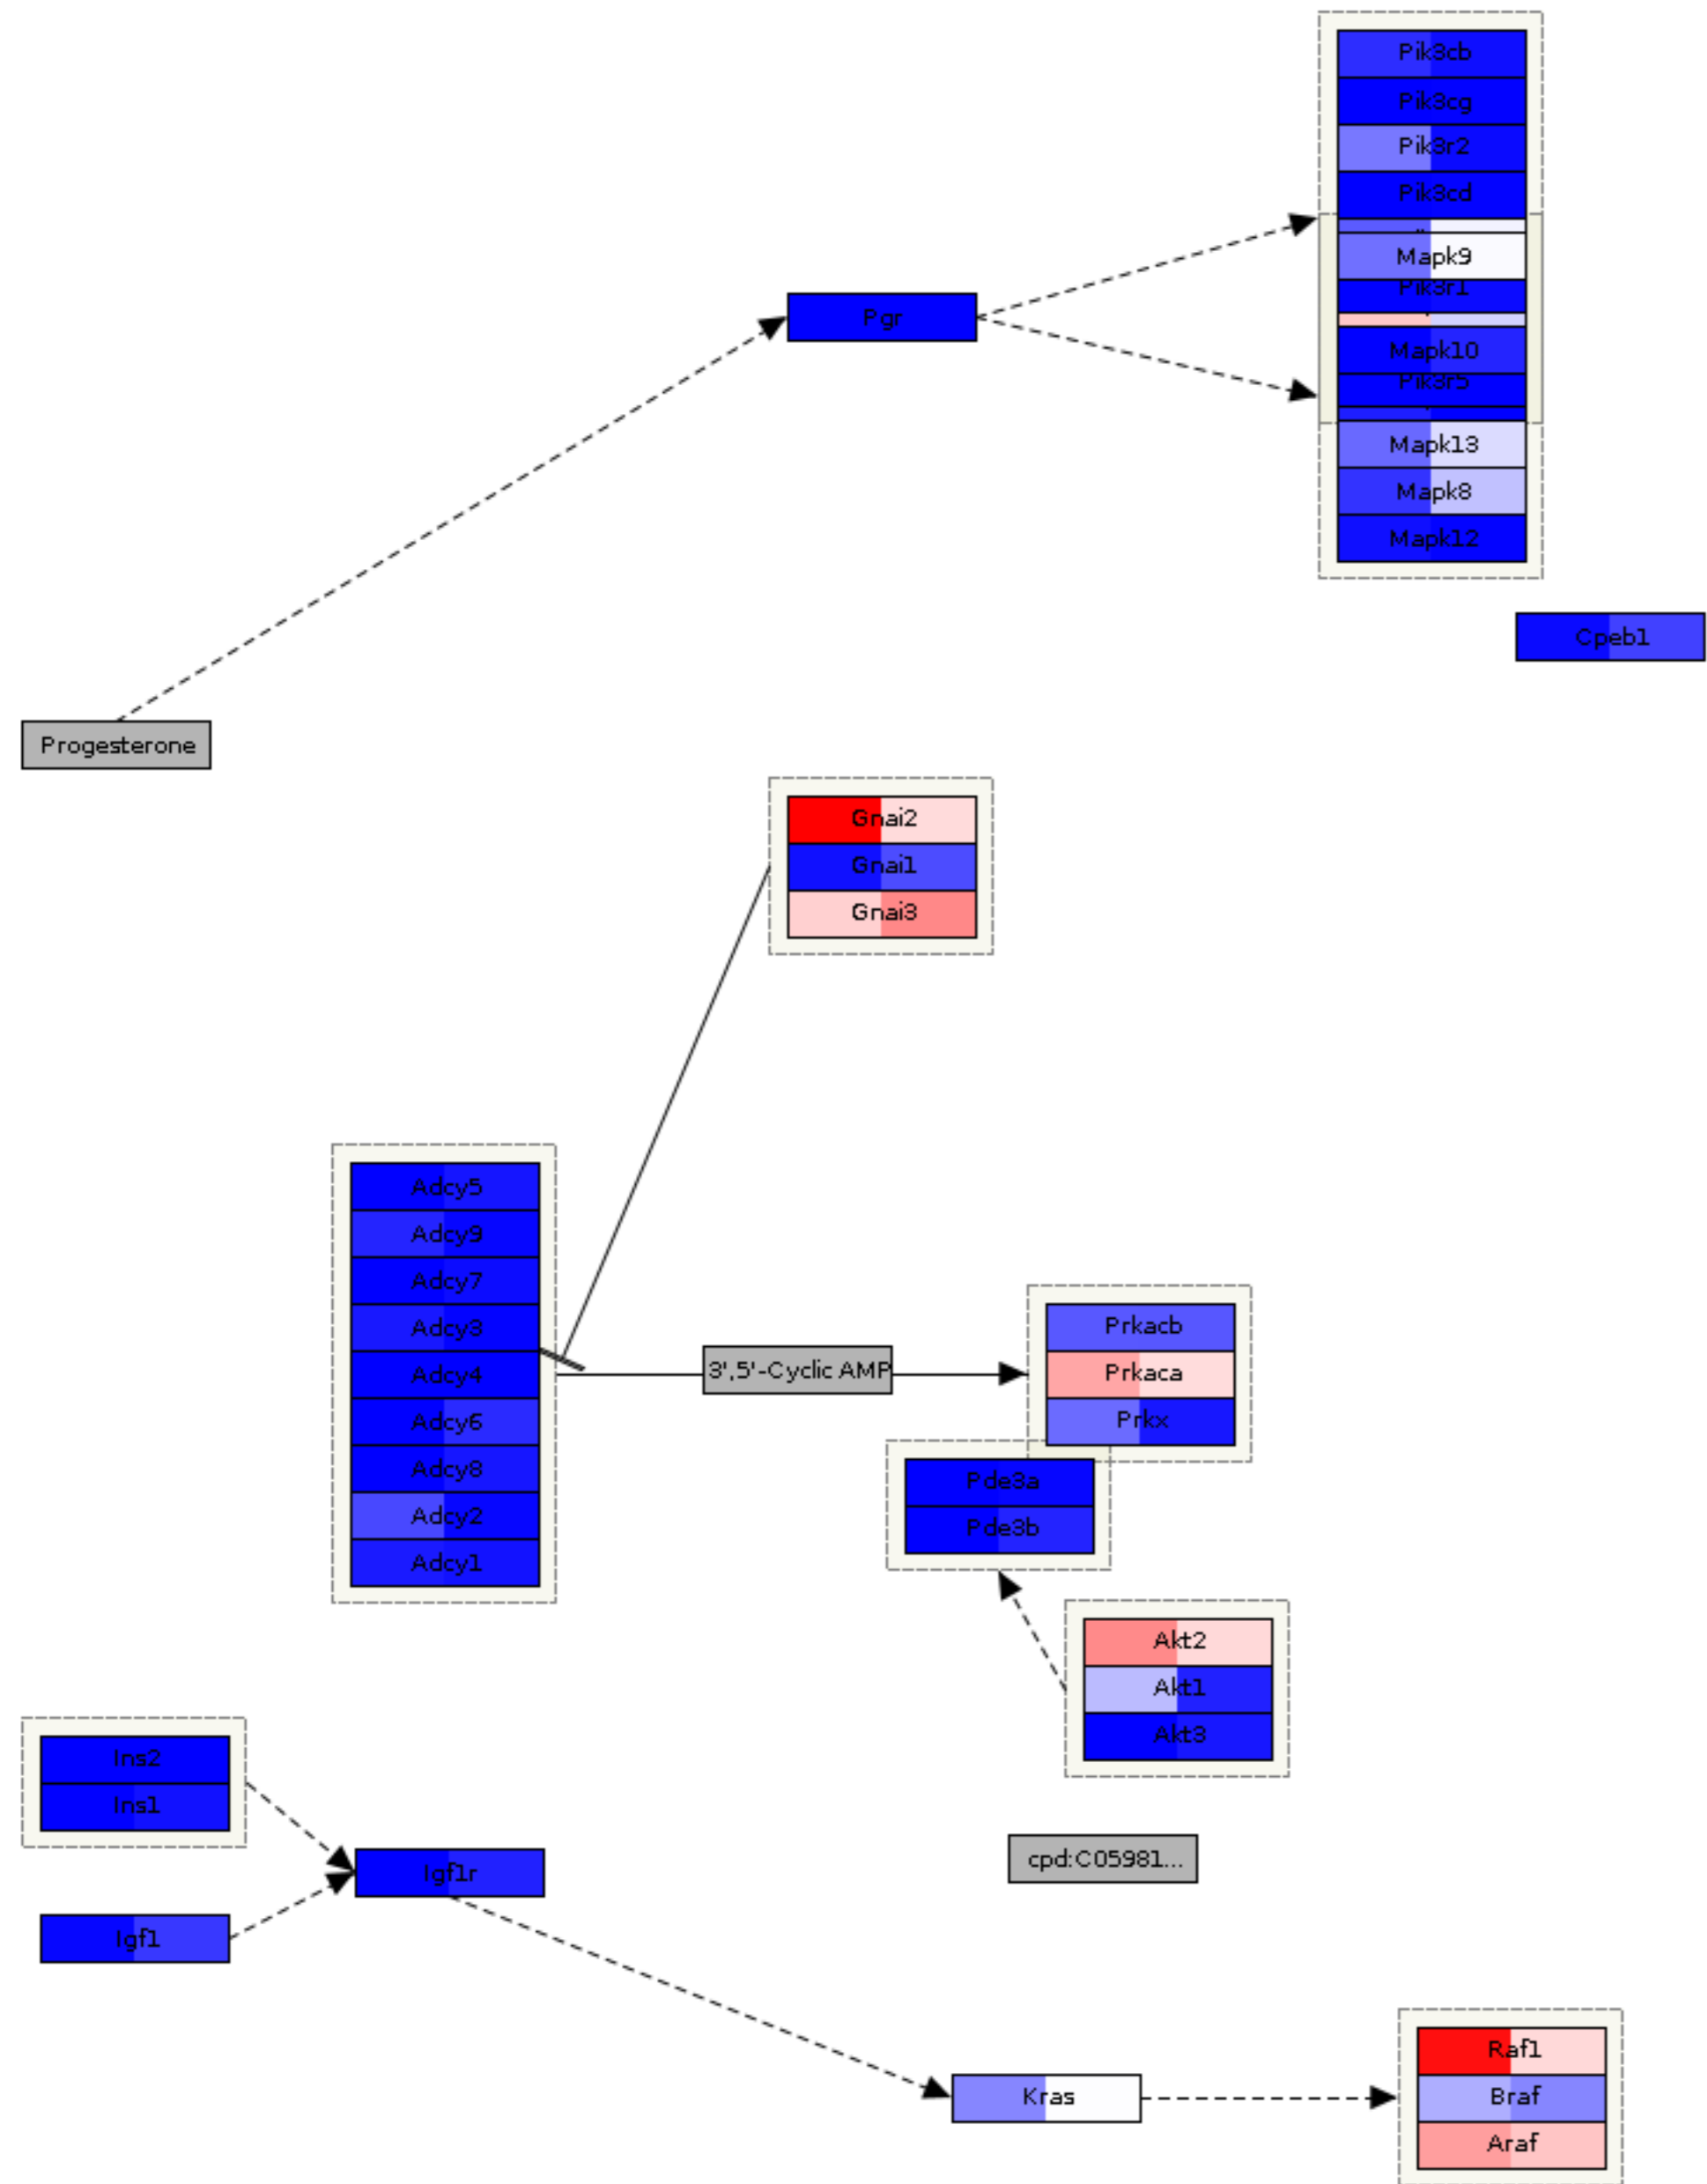 Pik3cb
Pik3cg
Pik3r2
Pik3cd
Mapk9
Pik3r1
Mapk10
Pik3r5
Mapk13
Mapk8
Mapk12
Pgr
Cpeb1
Progesterone
Gnai2
Gnai1
Gnai3
Adcy5
Adcy9
Adcy7
Adcy3
Adcy4
Adcy6
Adcy8
Adcy2
Adcy1
3',5'-Cyclic AMP
Prkacb
Prkaca
Prkx
Pde3a
Pde3b
Akt2
Akt1
Akt3
Ins2
Ins1
Igf1r
Igf1
cpd:C05981...
Kras
Raf1
Braf
Araf